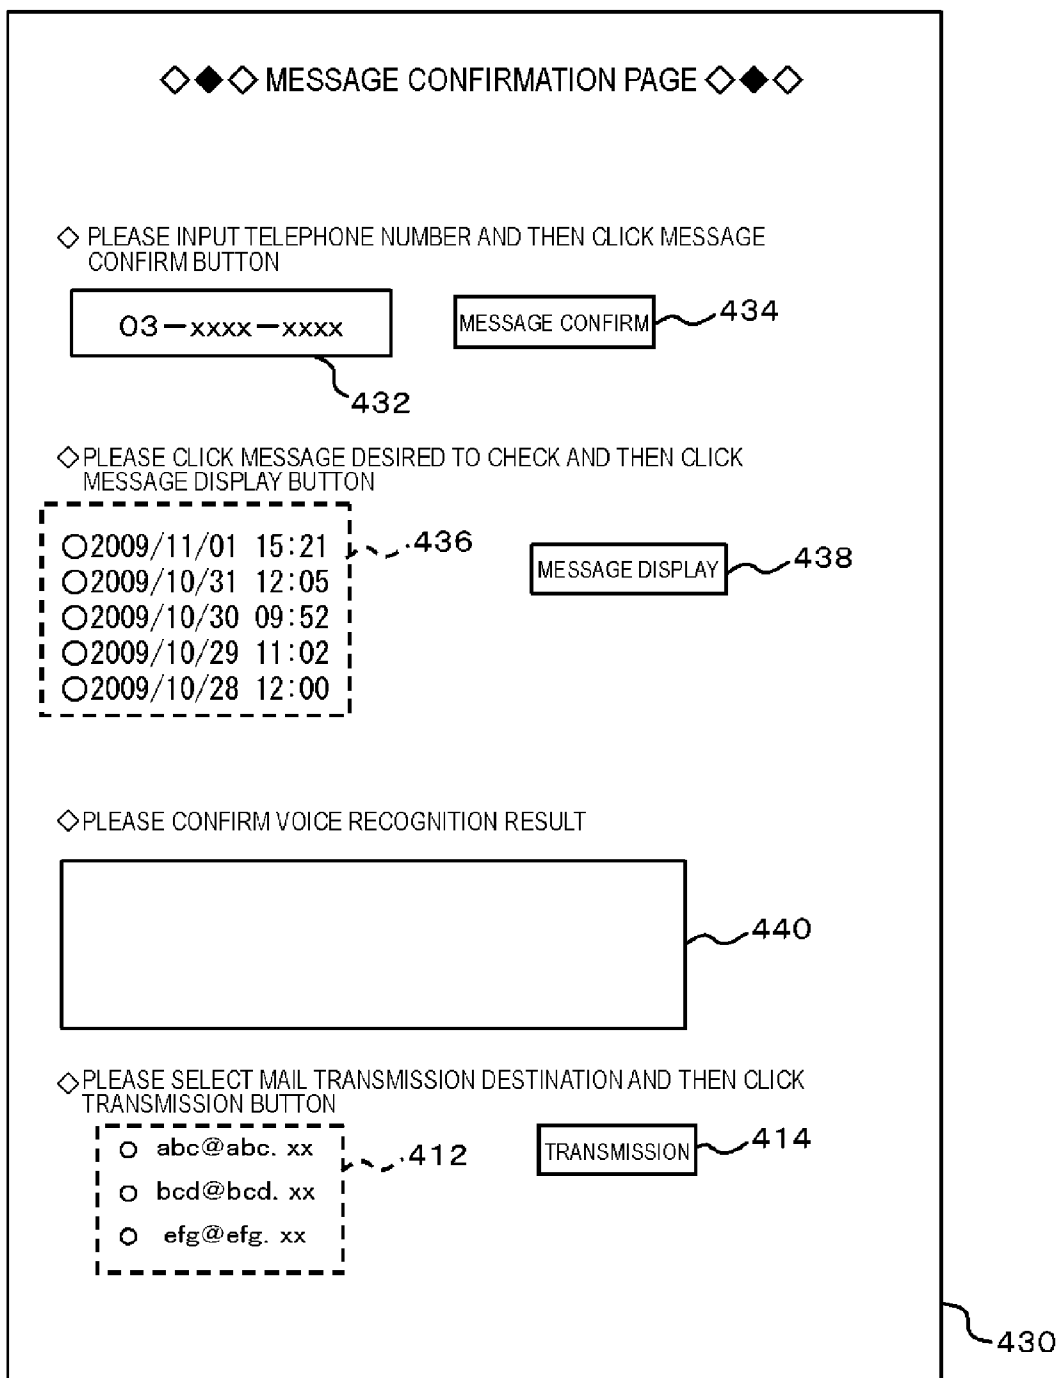 ◇◆◇ MESSAGE CONFIRMATION PAGE ◇◆◇
◇ PLEASE INPUT TELEPHONE NUMBER AND THEN CLICK MESSAGE
CONFIRM BUTTON
03-xxxx-xxxx
MESSAGE CONFIRM
434
432
◇PLEASE CLICK MESSAGE DESIRED TO CHECK AND THEN CLICK
MESSAGE DISPLAY BUTTON
○2009/11/01 15:21
436
○2009/10/31 12:05
MESSAGE DISPLAY
438
○2009/10/30 09:52
○2009/10/29 11:02
○2009/10/28 12:00
◇PLEASE CONFIRM VOICE RECOGNITION RESULT
440
◇PLEASE SELECT MAIL TRANSMISSION DESTINATION AND THEN CLICK
TRANSMISSION BUTTON
○ abc@abc. xx
412
TRANSMISSION
414
○ bcd@bcd. xx
○ efg@efg. xx
430